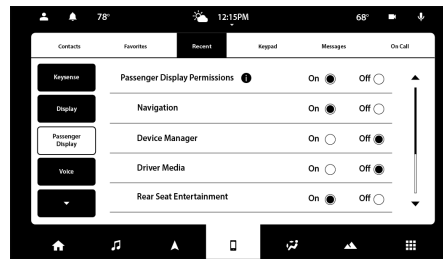 78° 12:15PM 68°
Contacts Favorites Recent Keypad Messages On Call
Keysense
Passenger Display Permissions i On Off
Display
Navigation On Off
Passenger
Display
Device Manager On Off
Voice
Driver Media On Off
Rear Seat Entertainment On Off